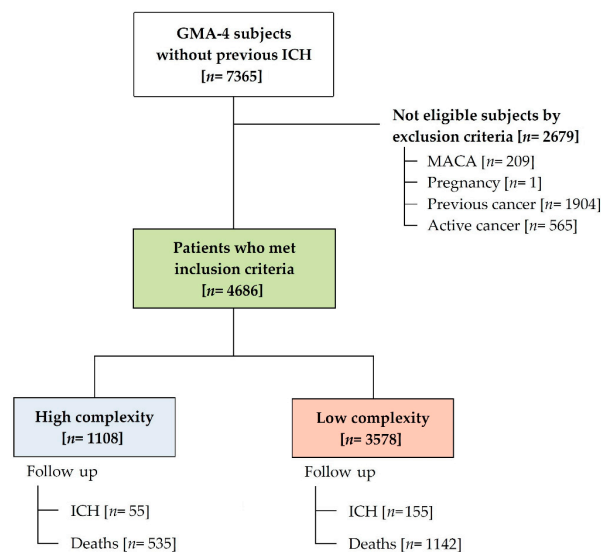 GMA-4 subjects
without previous ICH
[n= 7365]
Not eligible subjects by
exclusion criteria [n= 2679]
MACA [n= 209]
Pregnancy [n= 1]
Previous cancer [n= 1904]
Active cancer [n= 565]
Patients who met
inclusion criteria
[n= 4686]
High complexity
[n= 1108]
Follow up
ICH [n= 55]
Deaths [n= 535]
Low complexity
[n= 3578]
Follow up
ICH [n=155]
Deaths [n= 1142]